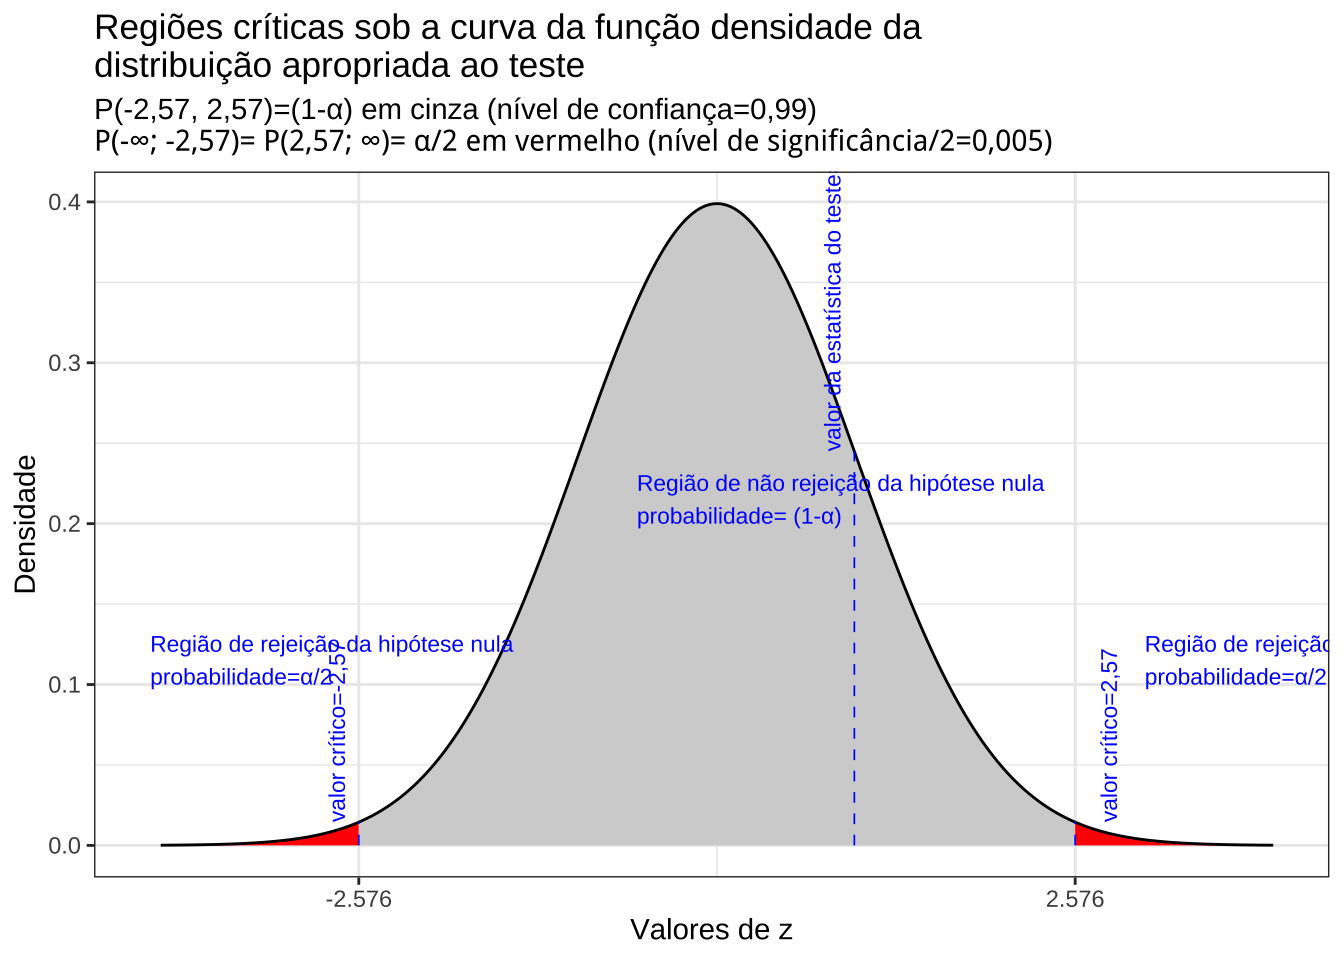 Regiões críticas sob a curva da função densidade da
distribuição apropriada ao teste
P(-2,57, 2,57)=(1-α) em cinza (nível de confiança=0,99)
P(-∞; -2,57)= P(2,57; ∞)= α/2 em vermelho (nível de significância/2=0,005)
0.4
0.3
0.2
0.1
0.0
Densidade
valor da estatística do teste
Região de não rejeição da hipótese nula
probabilidade= (1-α)
Região de rejeição da hipótese nula
probabilidade=α/2
valor crítico=-2,57
valor crítico=2,57
Região de rejeição
probabilidade=α/2
-2.576
2.576
Valores de z